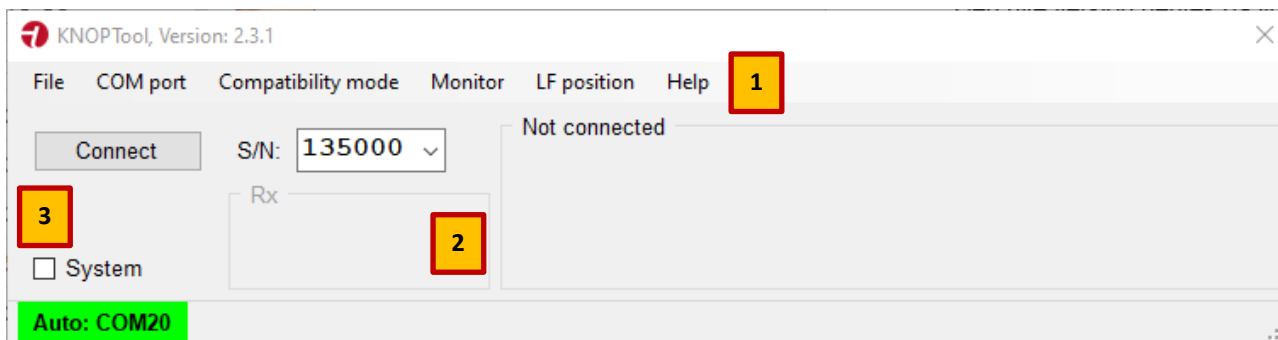 KNOPTool, Version: 2.3.1
File COM port Compatibility mode Monitor LF position Help 1
Not connected
Connect S/N: 135000
Rx
3
2
System
Auto: COM20